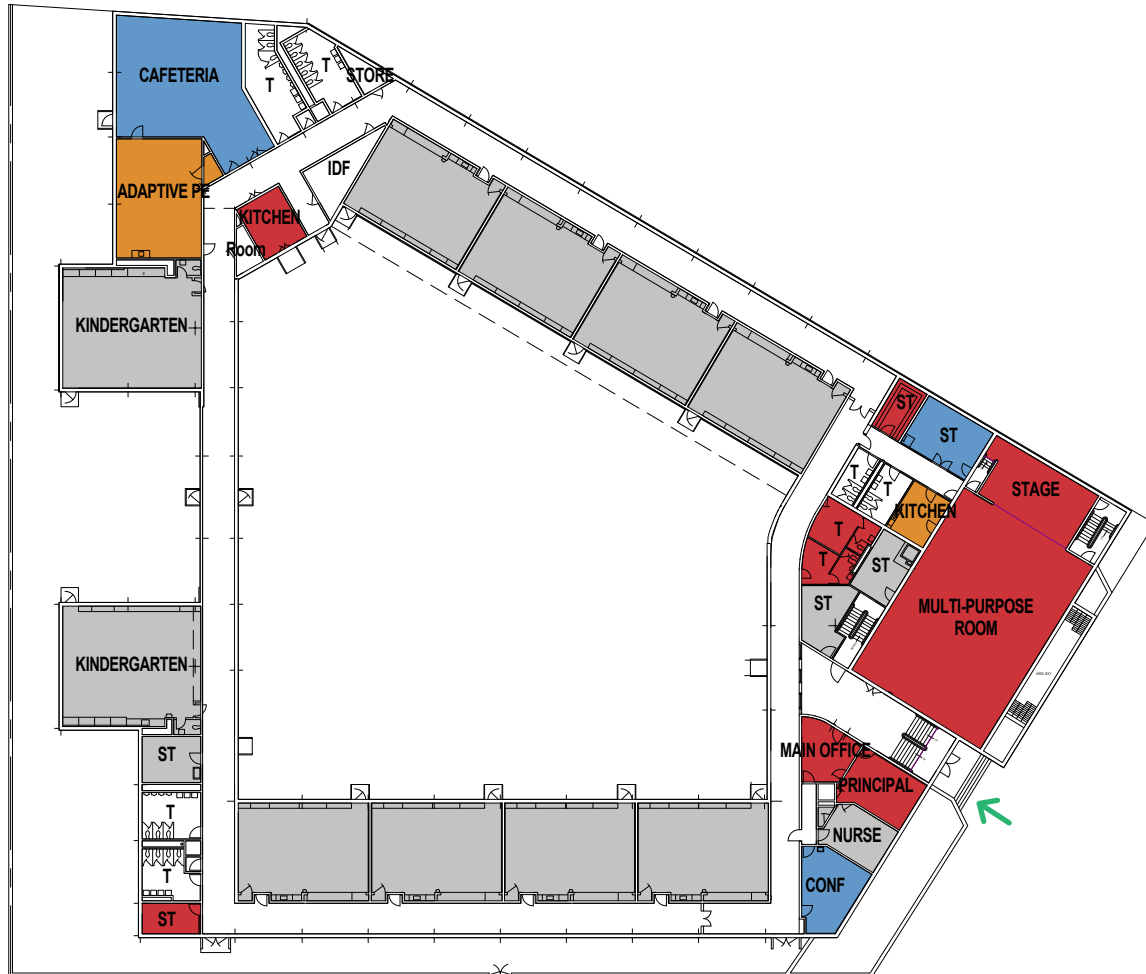 CAFETERIA
T
T
STORE
ADAPTIVE PE
IDF
KITCHEN
Room
KINDERGARTEN
ST
ST
STAGE
T
T
KITCHEN
T
T
ST
ST
MULTI-PURPOSE
ROOM
KINDERGARTEN
ST
MAIN OFFICE
PRINCIPAL
NURSE
T
T
CONF
ST